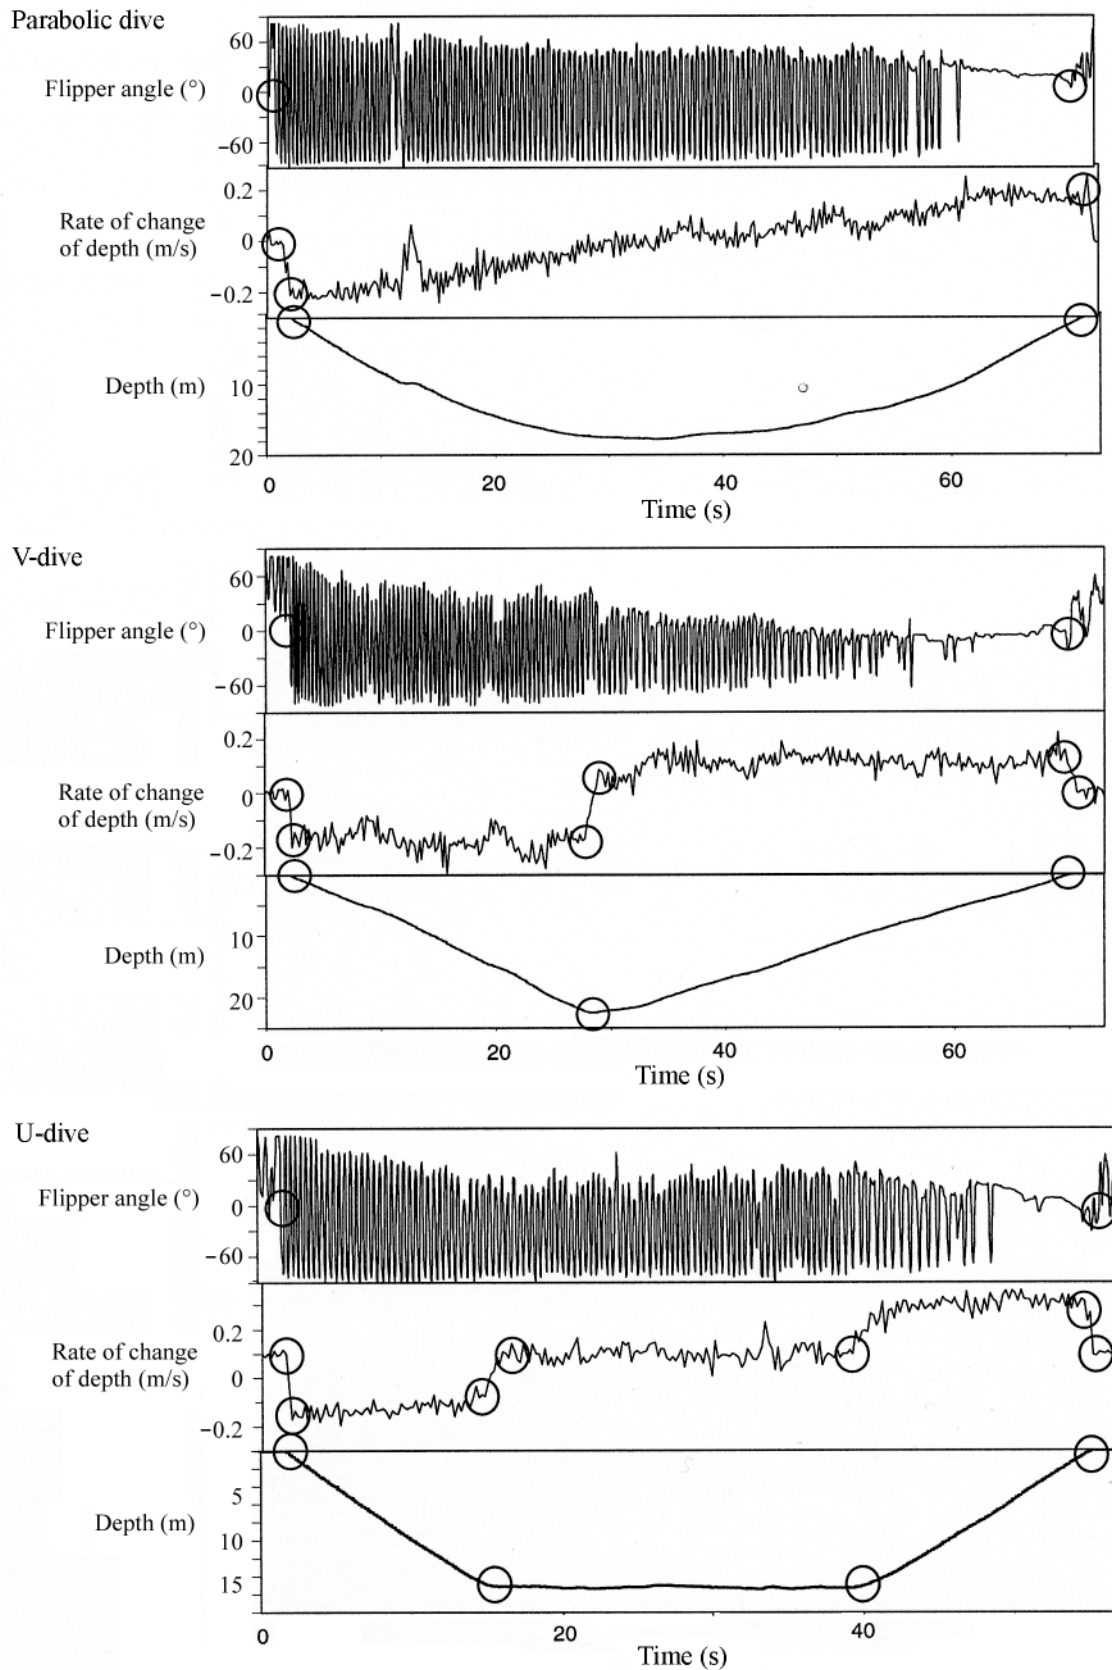 Parabolic dive
60
Flipper angle (°)
0
−60
0.2
Rate of change
of depth (m/s)
0
−0.2
Depth (m)
10
20
0
20
40
60
Time (s)
V-dive
60
Flipper angle (°)
0
−60
0.2
Rate of change
of depth (m/s)
0
−0.2
Depth (m)
10
20
0
20
40
60
Time (s)
U-dive
60
Flipper angle (°)
0
−60
0.2
Rate of change
of depth (m/s)
0
−0.2
5
Depth (m)
10
15
0
20
40
Time (s)